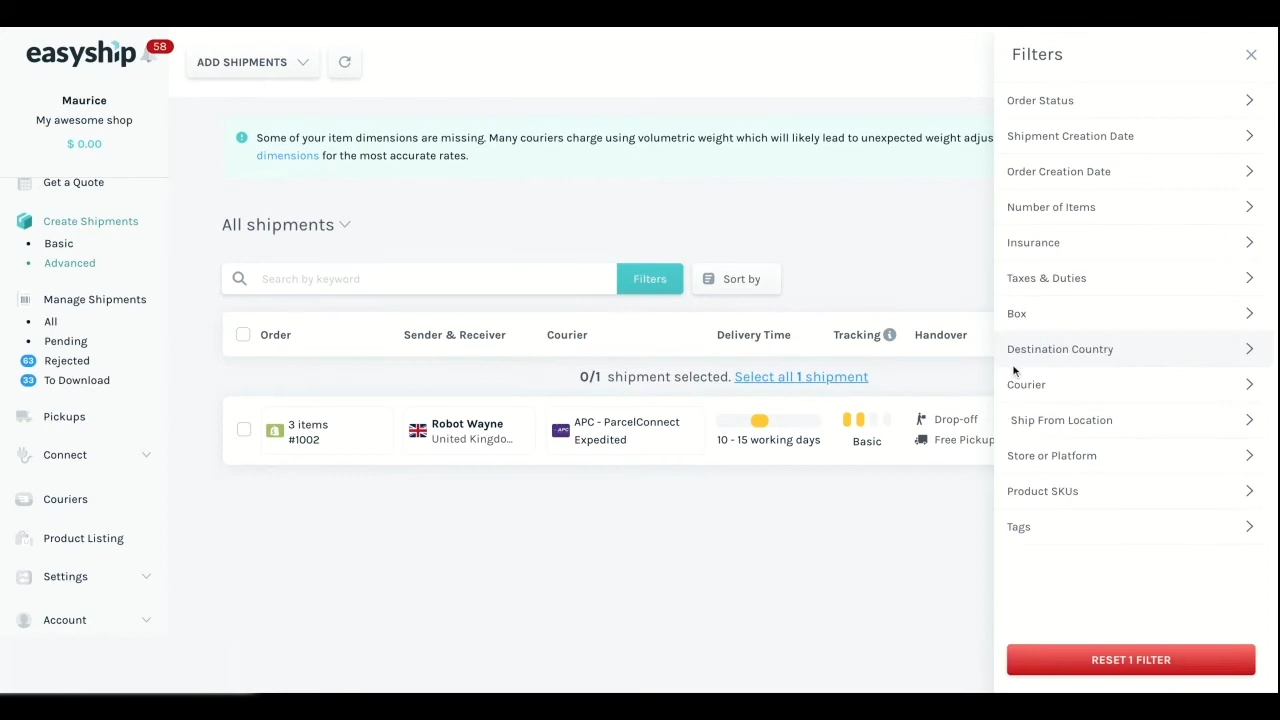 easyship
58
Maurice
My awesome shop
$ 0.00
Get a Quote
Create Shipments
Basic
Advanced
Manage Shipments
All
Pending
63 Rejected
33 To Download
Pickups
Connect
Couriers
Product Listing
Settings
Account
ADD SHIPMENTS
Some of your item dimensions are missing. Many couriers charge using volumetric weight which will likely lead to unexpected weight adjus
dimensions for the most accurate rates.
All shipments
Search by keyword
Filters
Sort by
Order Sender & Receiver Courier Delivery Time Tracking Handover
0/1 shipment selected. Select all 1 shipment
3 items
#1002
Robot Wayne
United Kingdo...
APC
APC - ParcelConnect
Expedited
10 - 15 working days
Basic
Drop-off
Free Pickup
Filters
Order Status
Shipment Creation Date
Order Creation Date
Number of Items
Insurance
Taxes & Duties
Box
Destination Country
Courier
Ship From Location
Store or Platform
Product SKUs
Tags
RESET 1 FILTER